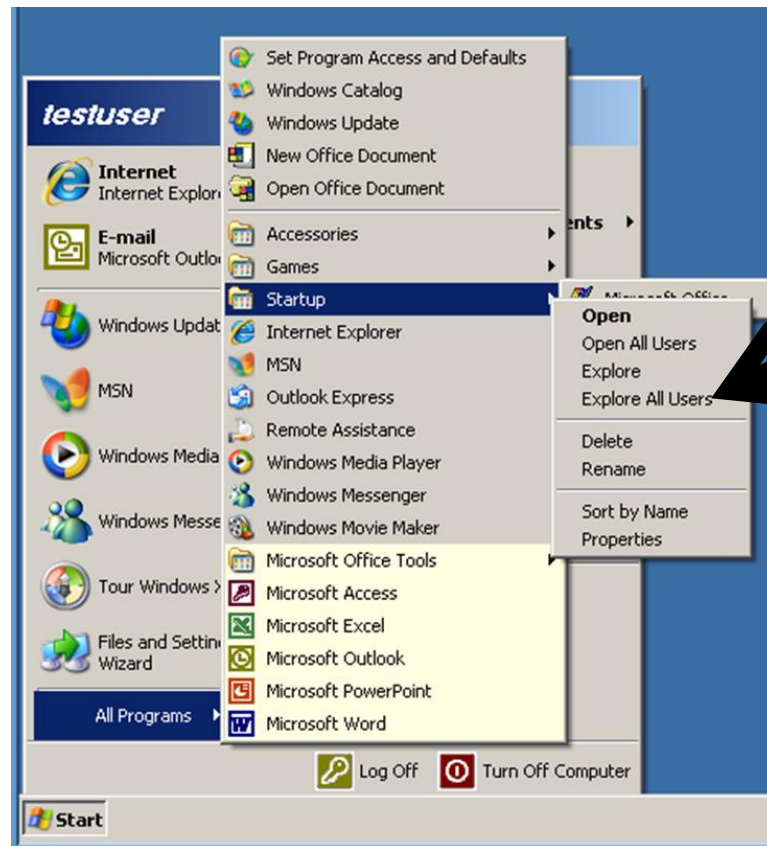 testuser
Internet
Internet Explor
E-mail
Microsoft Outlo
Windows Updat
MSN
Windows Media
Windows Messe
Tour Windows
Files and Settin
Wizard
All Programs
Set Program Access and Defaults
Windows Catalog
Windows Update
New Office Document
Open Office Document
Accessories
Games
Startup
Internet Explorer
MSN
Outlook Express
Remote Assistance
Windows Media Player
Windows Messenger
Windows Movie Maker
Microsoft Office Tools
Microsoft Access
Microsoft Excel
Microsoft Outlook
Microsoft PowerPoint
Microsoft Word
ents
Microsoft Office
Open
Open All Users
Explore
Explore All Users
Delete
Rename
Sort by Name
Properties
Log Off
Turn Off Computer
Start